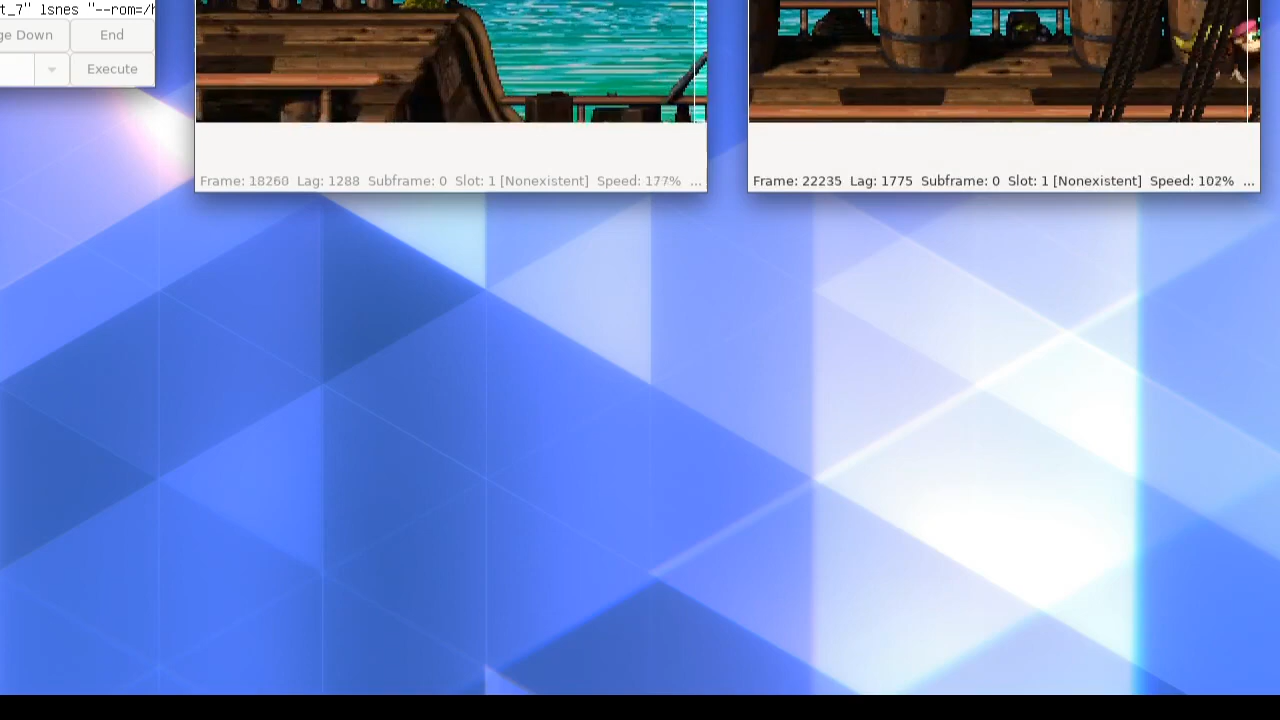 t_7" lsnes "--rom=/h
ge Down End
Execute
Frame: 18260 Lag: 1288 Subframe: 0 Slot: 1 [Nonexistent] Speed: 177% ...
Frame: 22235 Lag: 1775 Subframe: 0 Slot: 1 [Nonexistent] Speed: 102% ...